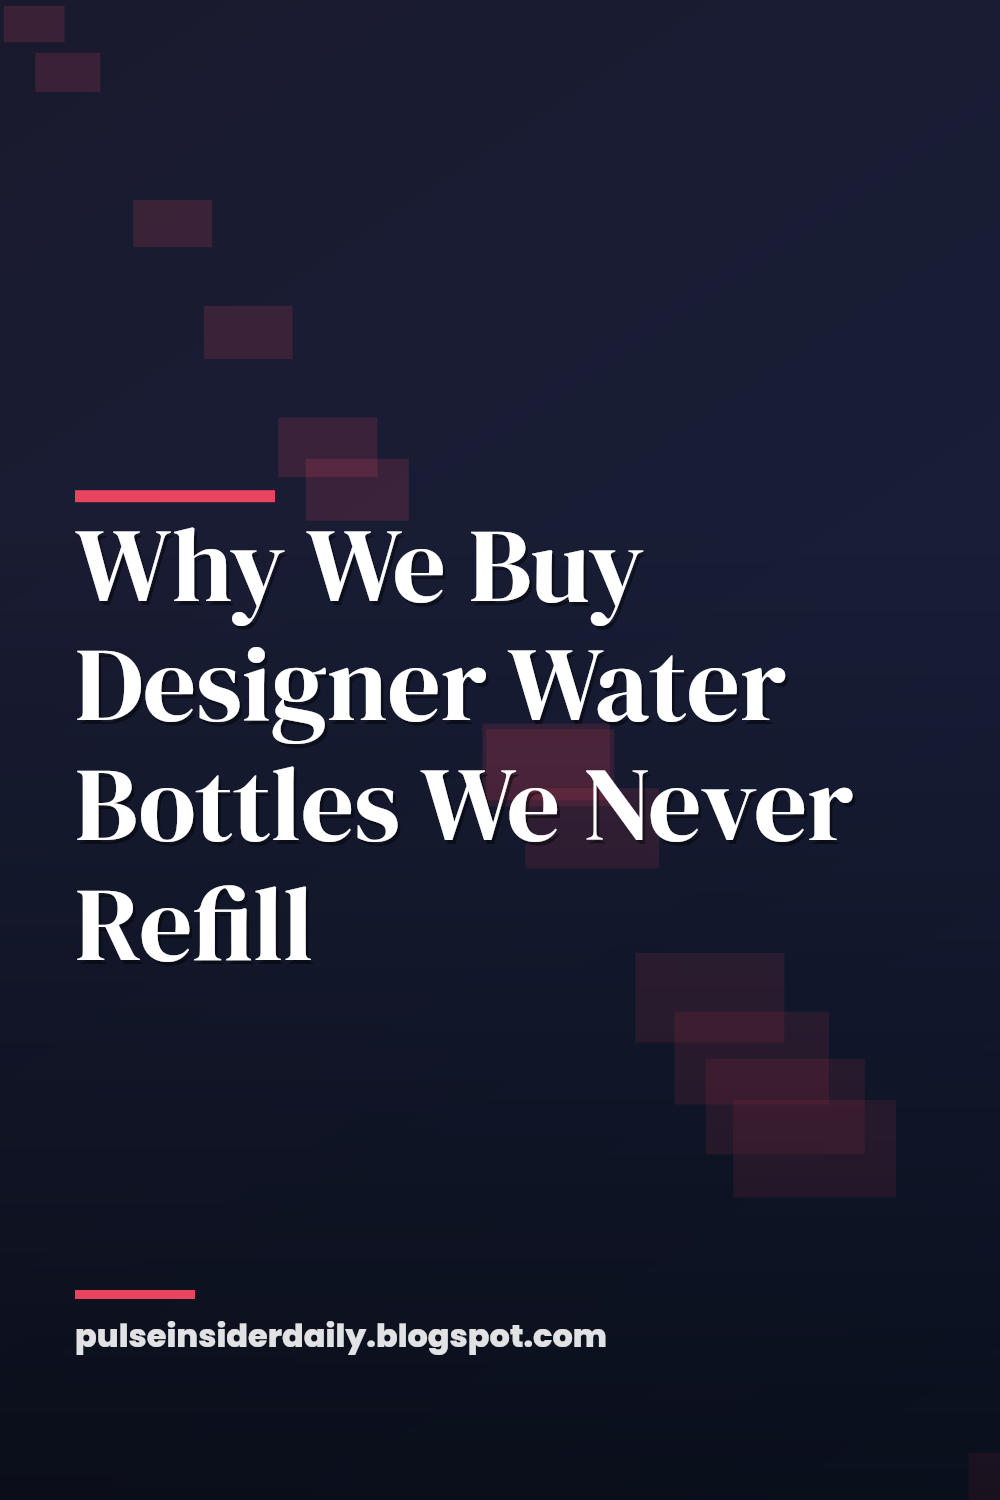 Why We Buy
Designer Water
Bottles We Never
Refill
pulseinsiderdaily.blogspot.com